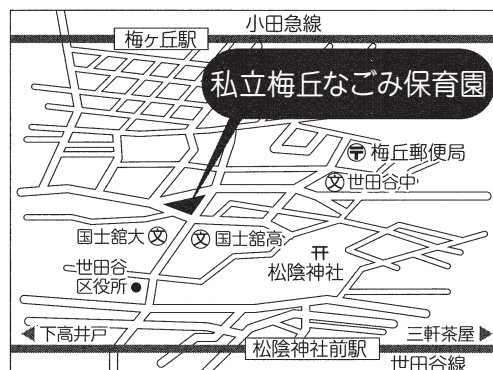 小田急線
梅ヶ丘駅
私立梅丘なごみ保育園
〒 梅丘郵便局
文 世田谷中
国士舘大 文
文 国士舘高
松陰神社
世田谷
区役所
下高井戸
三軒茶屋
松陰神社前駅
世田谷線